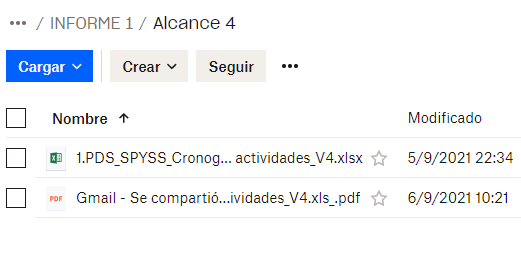 ··· / INFORME 1 / Alcance 4
Cargar Crear Seguir ···
Nombre ↑ Modificado
1.PDS_SPYSS_Cronog... actividades_V4.xlsx 5/9/2021 22:34
PDF Gmail - Se compartió...ividades_V4.xls_.pdf 6/9/2021 10:21